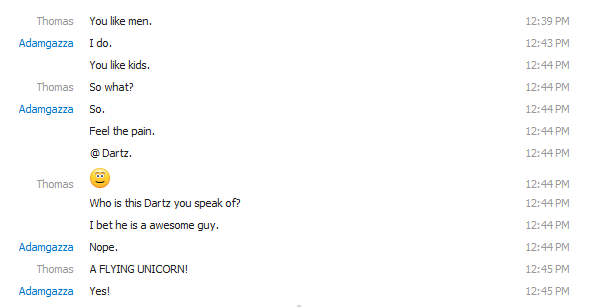 Thomas You like men. 12:39 PM
Adamgazza I do. 12:43 PM
You like kids. 12:44 PM
Thomas So what? 12:44 PM
Adamgazza So. 12:44 PM
Feel the pain. 12:44 PM
@ Dartz. 12:44 PM
Thomas 12:44 PM
Who is this Dartz you speak of? 12:44 PM
I bet he is a awesome guy. 12:44 PM
Adamgazza Nope. 12:44 PM
Thomas A FLYING UNICORN! 12:45 PM
Adamgazza Yes! 12:45 PM